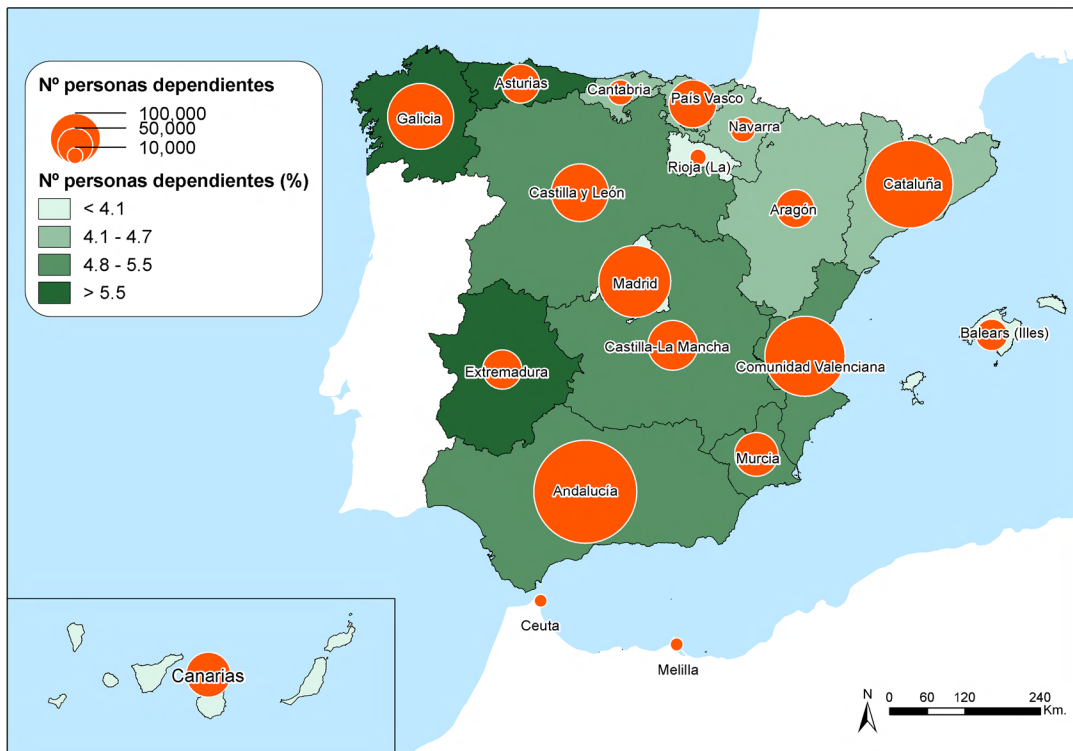 Nº personas dependientes
100,000
50,000
10,000
Nº personas dependientes (%)
< 4.1
4.1 - 4.7
4.8 - 5.5
> 5.5
Galicia
Asturias
Cantabria
País Vasco
Navarra
Rioja (La)
Castilla y León
Aragón
Cataluña
Madrid
Balears (Illes)
Castilla-La Mancha
Comunidad Valenciana
Extremadura
Murcia
Andalucía
Ceuta
Melilla
Canarias
N
0 60 120 240
Km.